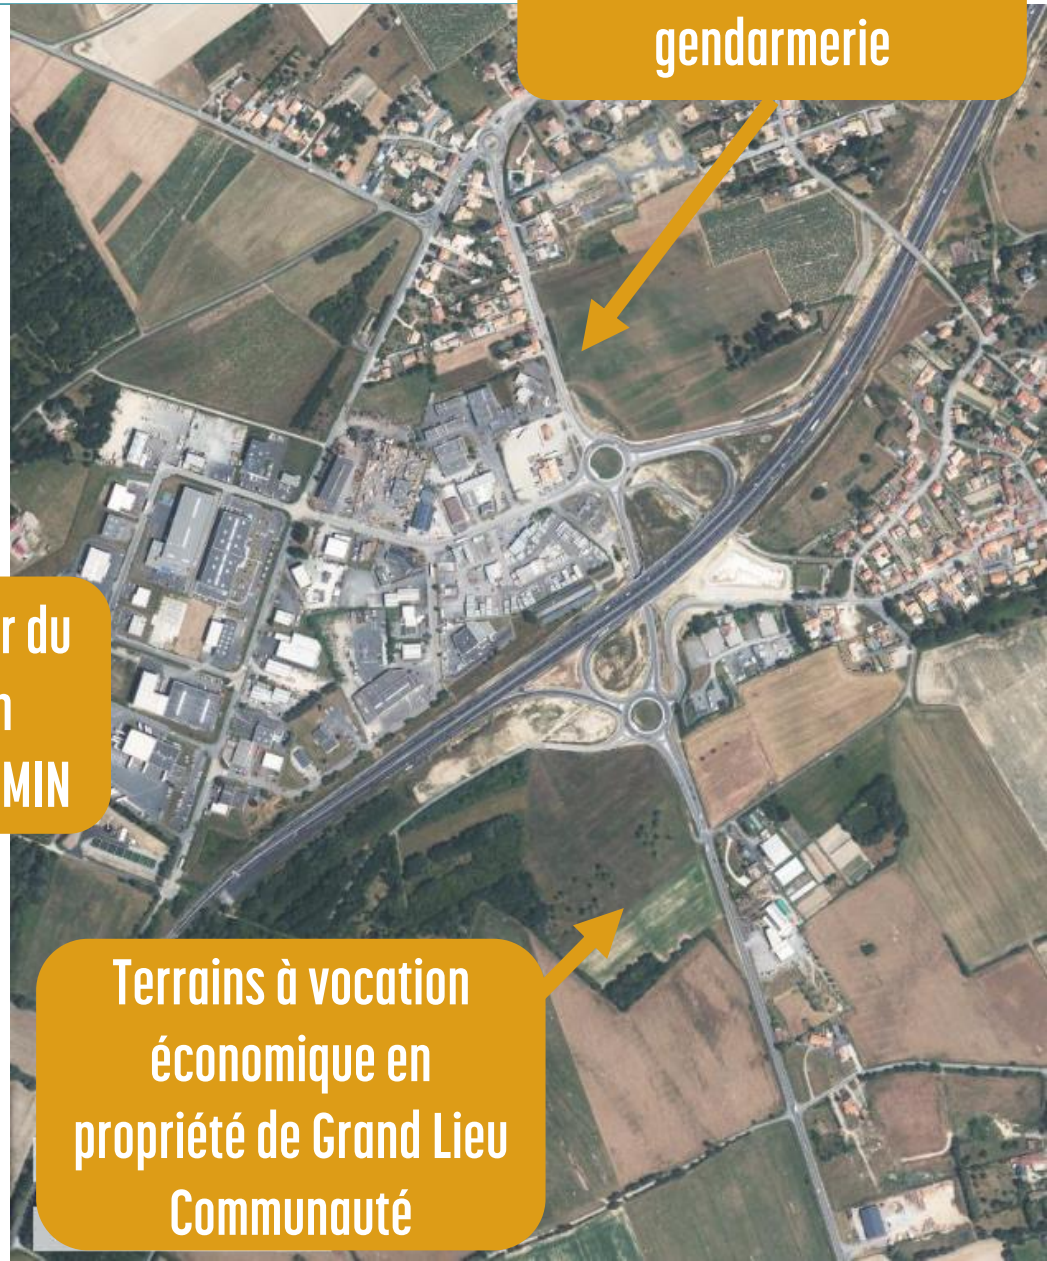 gendarmerie
r du
n
MIN
Terrains à vocation
économique en
propriété de Grand Lieu
Communauté